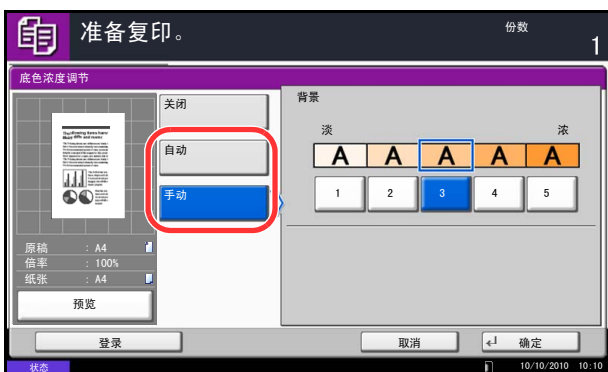 准备复印。
份数
1
底色浓度调节
关闭
自动
手动
背景
淡 浓
A A A A A
1 2 3 4 5
原稿 : A4
倍率 : 100%
纸张 : A4
预览
登录 取消 确定
状态 10/10/2010 10:10